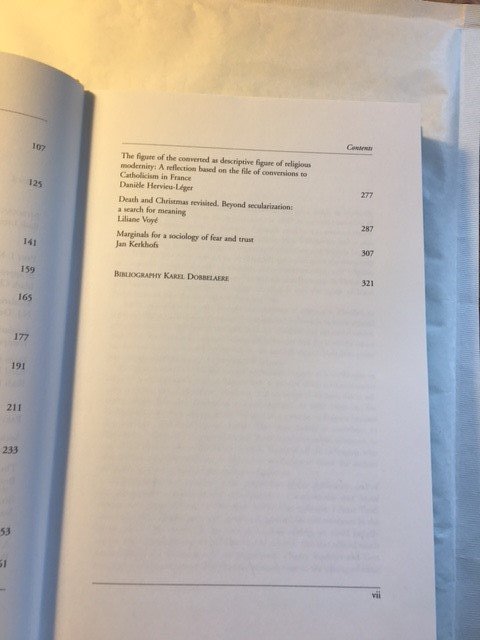 107
125
141
159
165
177
191
211
233
53
61
Contents
The figure of the converted as descriptive figure of religious
modernity: A reflection based on the file of conversions to
Catholicism in France
Danièle Hervieu-Léger 277
Death and Christmas revisited. Beyond secularization:
a search for meaning
Liliane Voyé 287
Marginals for a sociology of fear and trust
Jan Kerkhofs 307
BIBLIOGRAPHY KAREL DOBBELAERE 321
vii